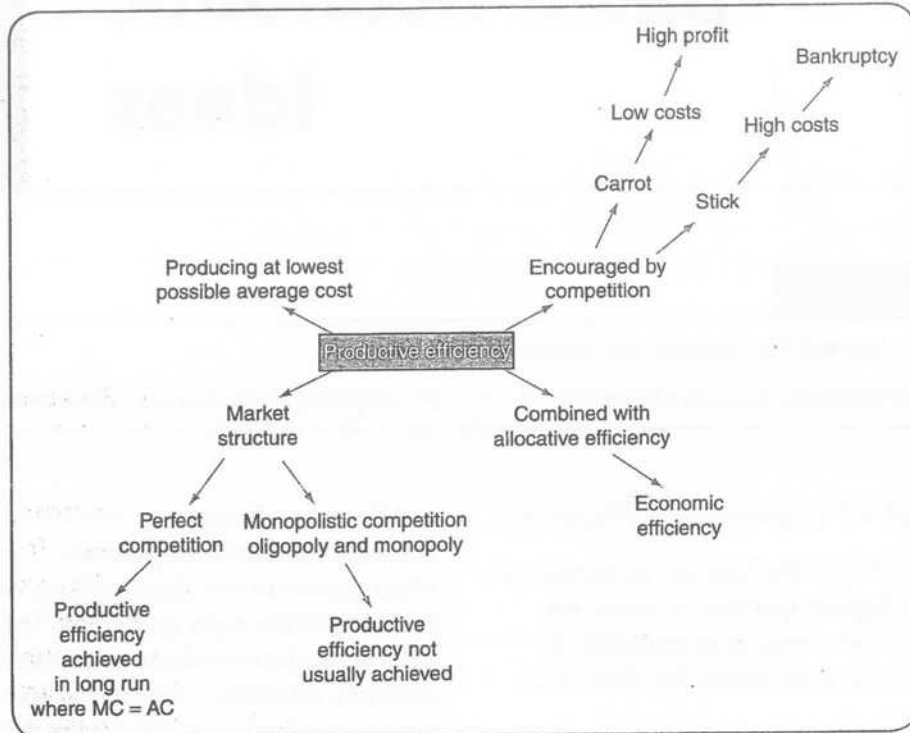 High profit
Bankruptcy
Low costs
High costs
Carrot
Stick
Producing at lowest
possible average cost
Encouraged by
competition
Productive efficiency
Market
structure
Combined with
allocative efficiency
Perfect
competition
Monopolistic competition
oligopoly and monopoly
Economic
efficiency
Productive
efficiency
achieved
in long run
where MC = AC
Productive
efficiency not
usually achieved